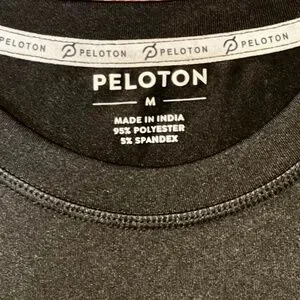 PELOTON PELOTON PELOTON
PELOTON
M
MADE IN INDIA
95% POLYESTER
5% SPANDEX